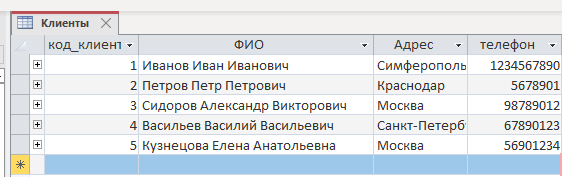 Клиенты
код_клиент ФИО Адрес телефон
1 Иванов Иван Иванович Симферополь 1234567890
2 Петров Петр Петрович Краснодар 5678901
3 Сидоров Александр Викторович Москва 98789012
4 Васильев Василий Васильевич Санкт-Петерб 67890123
5 Кузнецова Елена Анатольевна Москва 56901234